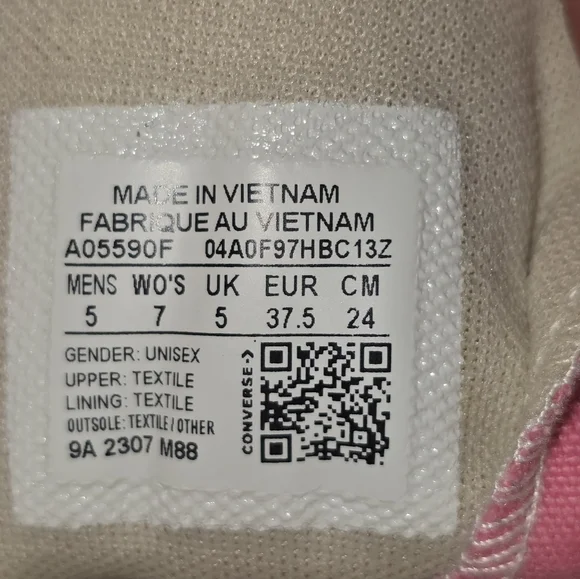 MADE IN VIETNAM
FABRIQUE AU VIETNAM
A05590F 04A0F97HBC13Z
MENS WO'S UK EUR CM
5 7 5 37.5 24
GENDER: UNISEX
UPPER: TEXTILE
LINING: TEXTILE
OUTSOLE: TEXTILE/OTHER
9A 2307 M88
CONVERSE->